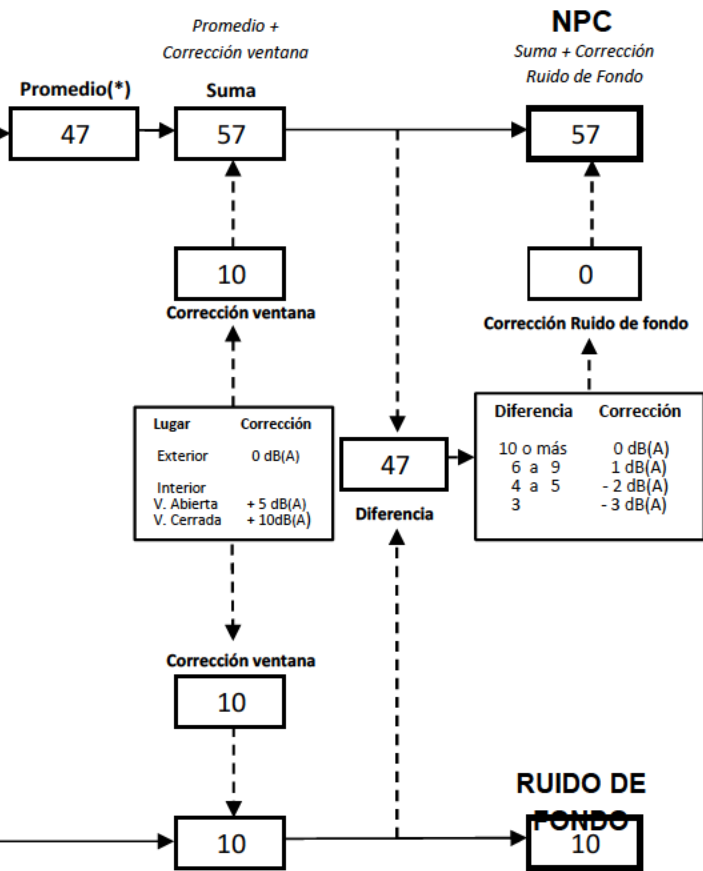 Promedio +
Corrección ventana
NPC
Suma + Corrección
Ruido de Fondo
Promedio(*)
Suma
47
57
57
10
0
Corrección ventana
Corrección Ruido de fondo
Lugar Corrección
Exterior 0 dB(A)
Interior
V. Abierta + 5 dB(A)
V. Cerrada + 10dB(A)
47
Diferencia
Diferencia Corrección
10 o más 0 dB(A)
6 a 9 1 dB(A)
4 a 5 - 2 dB(A)
3 - 3 dB(A)
Corrección ventana
10
10
RUIDO DE
FONDO
10